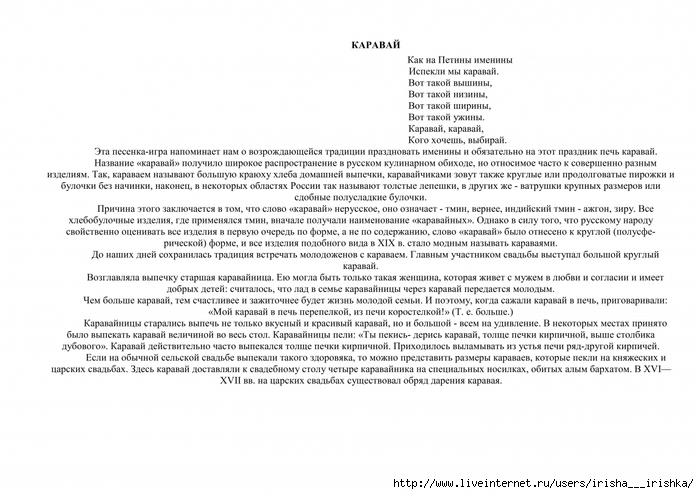 КАРАВАЙ
Как на Петины именины
Испекли мы каравай.
Вот такой вышины,
Вот такой низины,
Вот такой ширины,
Вот такой ужины.
Каравай, каравай,
Кого хочешь, выбирай.
Эта песенка-игра напоминает нам о возрождающейся традиции праздновать именины и обязательно на этот праздник печь каравай.
Название «каравай» получило широкое распространение в русском кулинарном обиходе, но относимое часто к совершенно разным
изделиям. Так, караваем называют большую краюху хлеба домашней выпечки, каравайчиками зовут также круглые или продолговатые пирожки и
булочки без начинки, наконец, в некоторых областях России так называют толстые лепешки, в других же - ватрушки крупных размеров или
сдобные полусладкие булочки.
Причина этого заключается в том, что слово «каравай» нерусское, оно означает - тмин, вернее, индийский тмин - ажгон, зиру. Все
хлебобулочные изделия, где применялся тмин, вначале получали наименование «каравайных». Однако в силу того, что русскому народу
свойственно оценивать все изделия в первую очередь по форме, а не по содержанию, слово «каравай» было отнесено к круглой (полусфе-
рической) форме, и все изделия подобного вида в XIX в. стало модным называть караваями.
До наших дней сохранилась традиция встречать молодоженов с караваем. Главным участником свадьбы выступал большой круглый
каравай.
Возглавляла выпечку старшая каравайница. Ею могла быть только такая женщина, которая живет с мужем в любви и согласии и имеет
добрых детей: считалось, что лад в семье каравайницы через каравай передается молодым.
Чем больше каравай, тем счастливее и зажиточнее будет жизнь молодой семьи. И поэтому, когда сажали каравай в печь, приговаривали:
«Мой каравай в печь перепелкой, из печи коростелкой!» (Т. е. больше.)
Каравайницы старались выпечь не только вкусный и красивый каравай, но и большой - всем на удивление. В некоторых местах принято
было выпекать каравай величиной во весь стол. Каравайницы пели: «Ты пекись- дерись каравай, толще печки кирпичной, выше столбика
дубового». Каравай действительно часто выпекался толще печки кирпичной. Приходилось выламывать из устья печи ряд-другой кирпичей.
Если на обычной сельской свадьбе выпекали такого здоровяка, то можно представить размеры караваев, которые пекли на княжеских и
царских свадьбах. Здесь каравай доставляли к свадебному столу четыре каравайника на специальных носилках, обитых алым бархатом. В XVI—
XVII вв. на царских свадьбах существовал обряд дарения каравая.
http://www.liveinternet.ru/users/irisha___irishka/